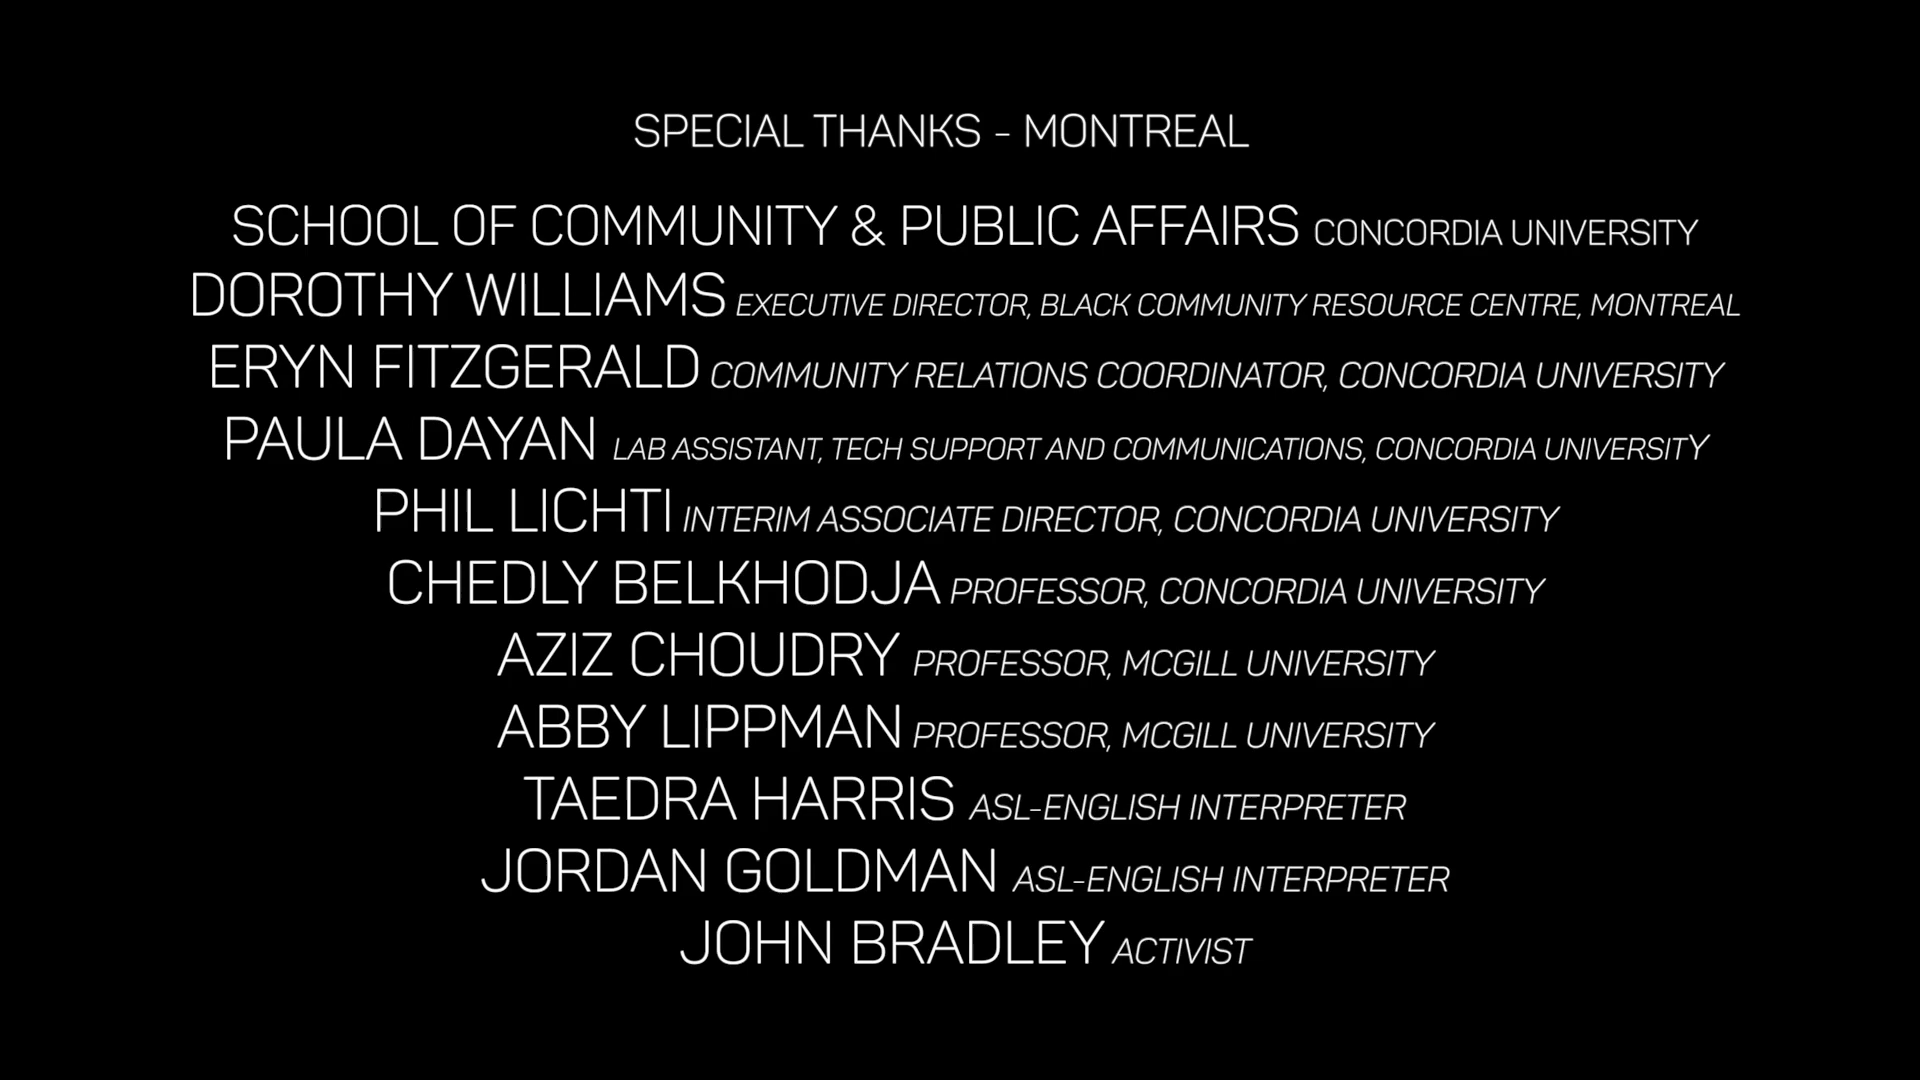 SPECIAL THANKS - MONTREAL
SCHOOL OF COMMUNITY & PUBLIC AFFAIRS CONCORDIA UNIVERSITY
DOROTHY WILLIAMS EXECUTIVE DIRECTOR, BLACK COMMUNITY RESOURCE CENTRE, MONTREAL
ERYN FITZGERALD COMMUNITY RELATIONS COORDINATOR, CONCORDIA UNIVERSITY
PAULA DAYAN LAB ASSISTANT, TECH SUPPORT AND COMMUNICATIONS, CONCORDIA UNIVERSITY
PHIL LICHTI INTERIM ASSOCIATE DIRECTOR, CONCORDIA UNIVERSITY
CHEDLY BELKHODJA PROFESSOR, CONCORDIA UNIVERSITY
AZIZ CHOUDRY PROFESSOR, MCGILL UNIVERSITY
ABBY LIPPMAN PROFESSOR, MCGILL UNIVERSITY
TAEDRA HARRIS ASL-ENGLISH INTERPRETER
JORDAN GOLDMAN ASL-ENGLISH INTERPRETER
JOHN BRADLEY ACTIVIST